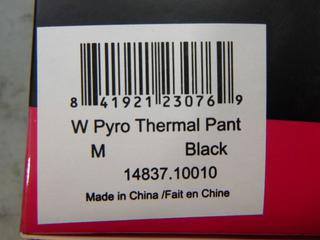 8 41921 23076 9
W Pyro Thermal Pant
M Black
14837.10010
Made in China /Fait en Chine